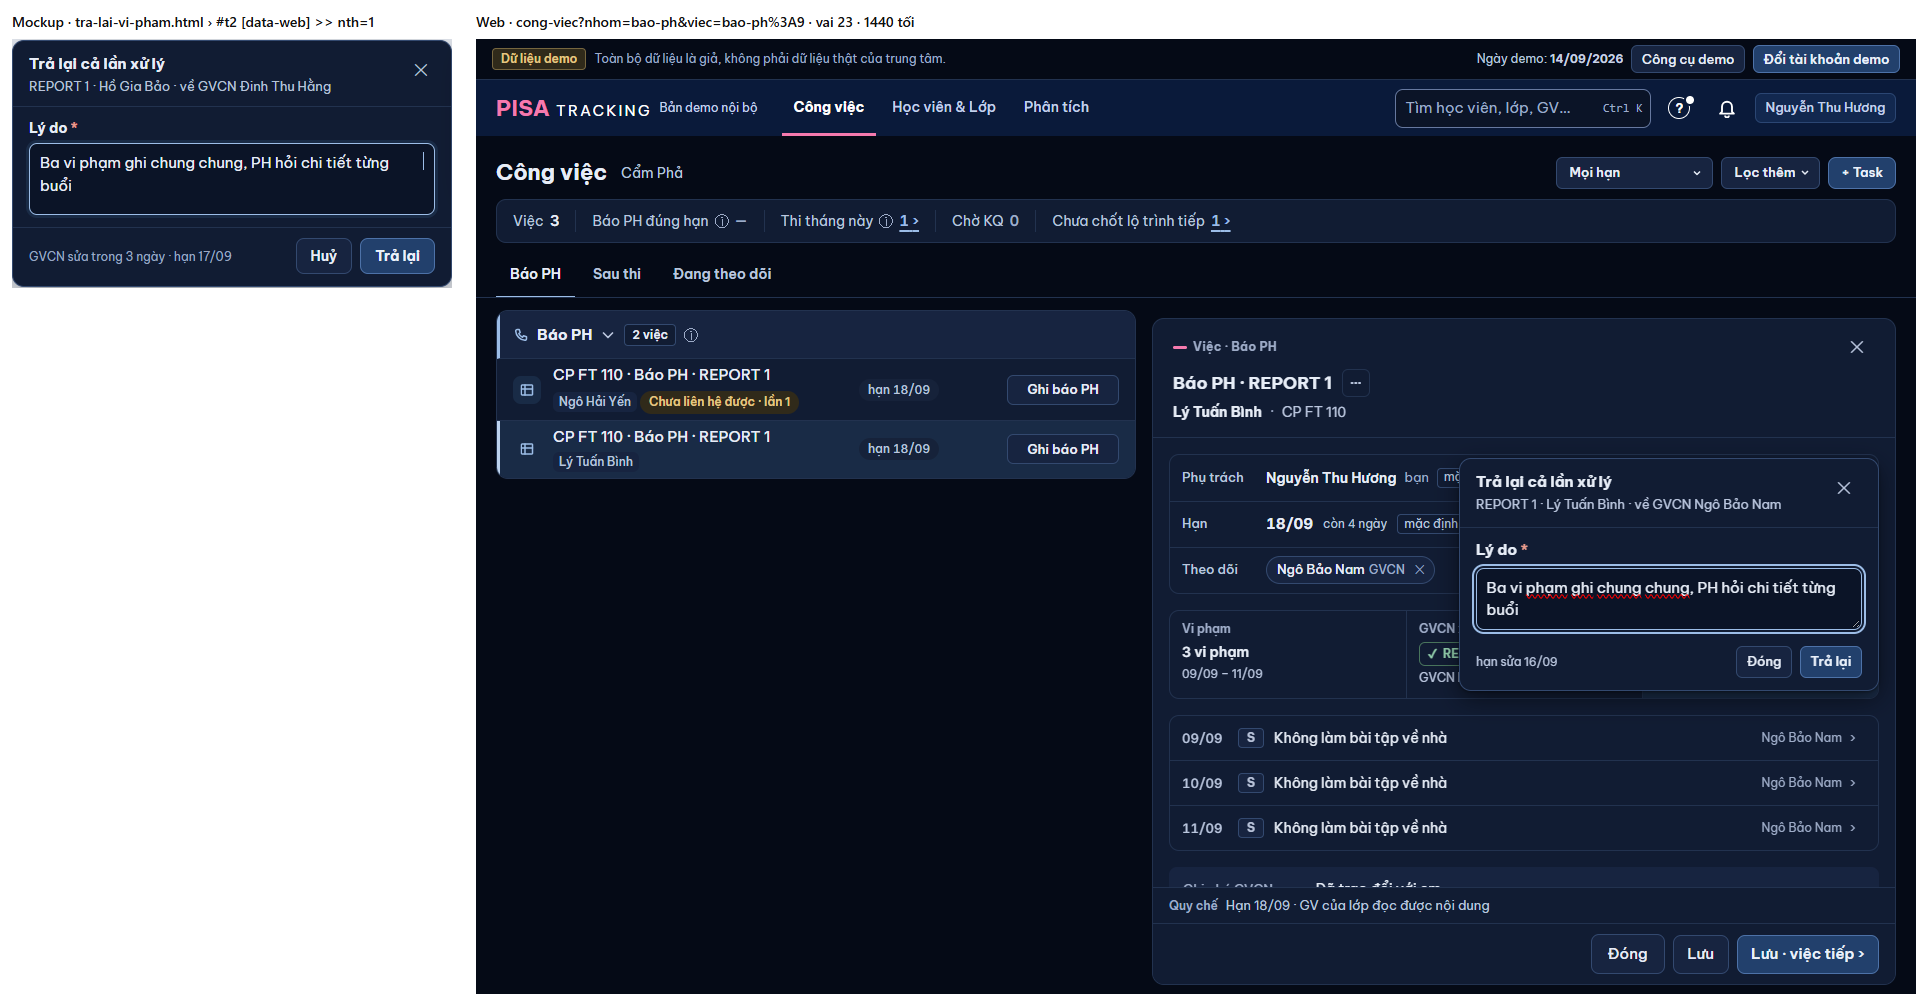 Mockup · tra-lai-vi-pham.html › #t2 [data-web] >> nth=1
Trả lại cả lần xử lý
REPORT 1 · Hồ Gia Bảo · về GVCN Đinh Thu Hằng
Lý do *
Ba vi phạm ghi chung chung, PH hỏi chi tiết từng
buổi
GVCN sửa trong 3 ngày · hạn 17/09
Huỷ
Trả lại
Web · cong-viec?nhom=bao-ph&viec=bao-ph%3A9 · vai 23 · 1440 tối
Dữ liệu demo
Toàn bộ dữ liệu là giả, không phải dữ liệu thật của trung tâm.
Ngày demo: 14/09/2026
Công cụ demo
Đổi tài khoản demo
PISA TRACKING
Bản demo nội bộ
Công việc
Học viên & Lớp
Phân tích
Tìm học viên, lớp, GV...
Ctrl K
?
Nguyễn Thu Hương
Công việc
Cẩm Phả
Mọi hạn
Lọc thêm
+ Task
Việc 3
Báo PH đúng hạn ⓘ —
Thi tháng này ⓘ 1 ›
Chờ KQ 0
Chưa chốt lộ trình tiếp 1 ›
Báo PH
Sau thi
Đang theo dõi
Báo PH
2 việc
CP FT 110 · Báo PH · REPORT 1
Ngô Hải Yến
Chưa liên hệ được · lần 1
hạn 18/09
Ghi báo PH
CP FT 110 · Báo PH · REPORT 1
Lý Tuấn Bình
hạn 18/09
Ghi báo PH
Việc · Báo PH
Báo PH · REPORT 1
Lý Tuấn Bình · CP FT 110
Phụ trách
Nguyễn Thu Hương bạn
Hạn
18/09 còn 4 ngày mặc định
Theo dõi
Ngô Bảo Nam GVCN
Vi phạm
3 vi phạm
09/09 – 11/09
GVCN
✓ RE
GVCN
Trả lại cả lần xử lý
REPORT 1 · Lý Tuấn Bình · về GVCN Ngô Bảo Nam
Lý do *
Ba vi phạm ghi chung chung, PH hỏi chi tiết từng
buổi
hạn sửa 16/09
Đóng
Trả lại
09/09 S Không làm bài tập về nhà Ngô Bảo Nam ›
10/09 S Không làm bài tập về nhà Ngô Bảo Nam ›
11/09 S Không làm bài tập về nhà Ngô Bảo Nam ›
Quy chế Hạn 18/09 · GV của lớp đọc được nội dung
Đóng
Lưu
Lưu · việc tiếp ›